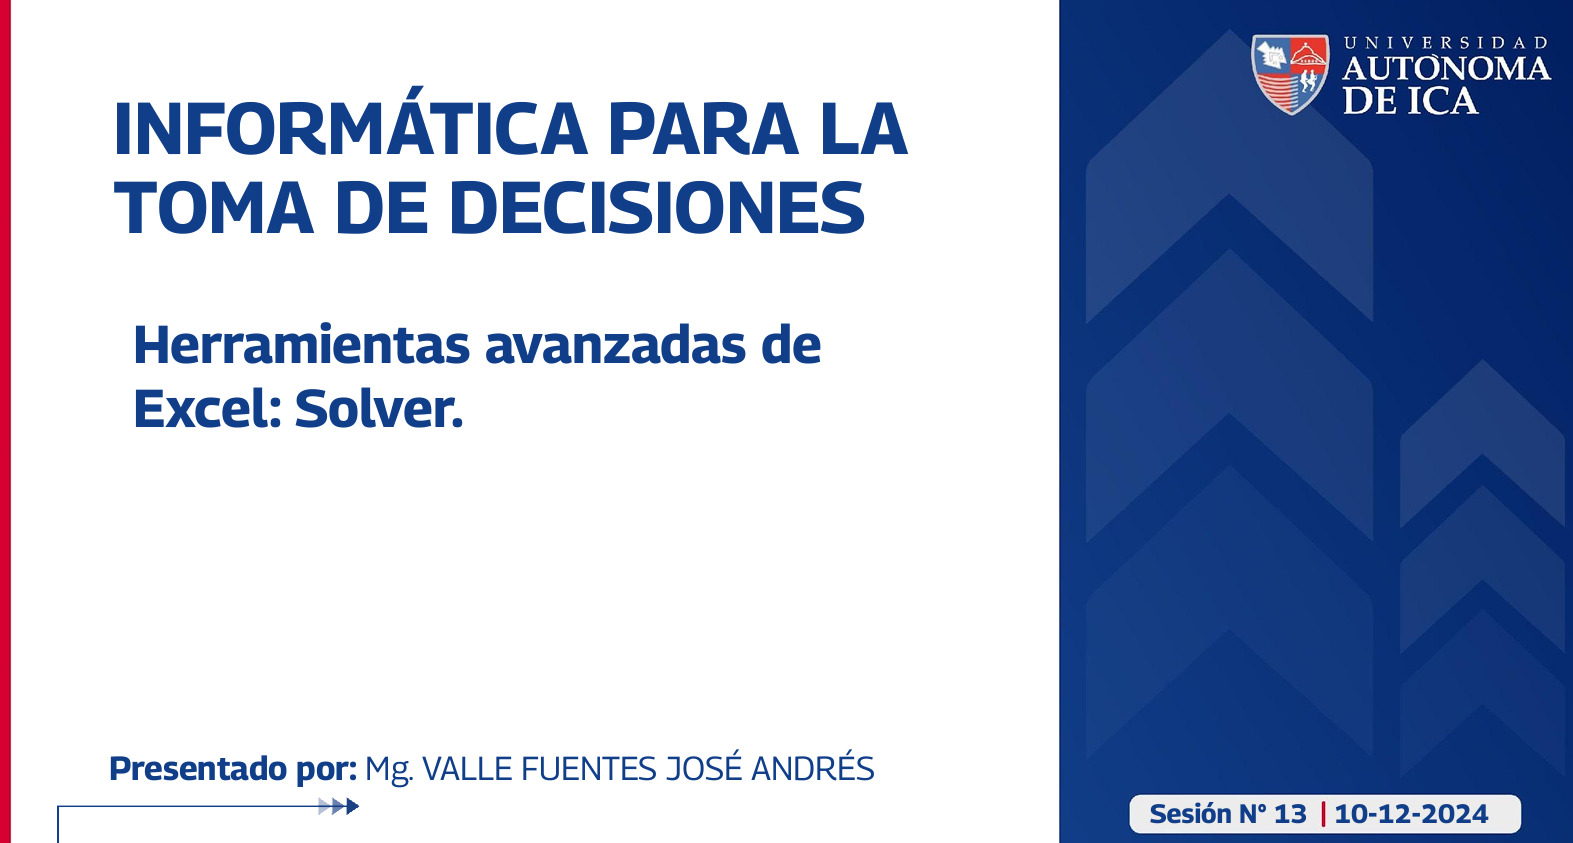 UNIVERSIDAD
AUTÓNOMA
DE ICA
INFORMÁTICA PARA LA
TOMA DE DECISIONES
Herramientas avanzadas de
Excel: Solver.
Presentado por: Mg. VALLE FUENTES JOSÉ ANDRÉS
Sesión N° 13 | 10-12-2024